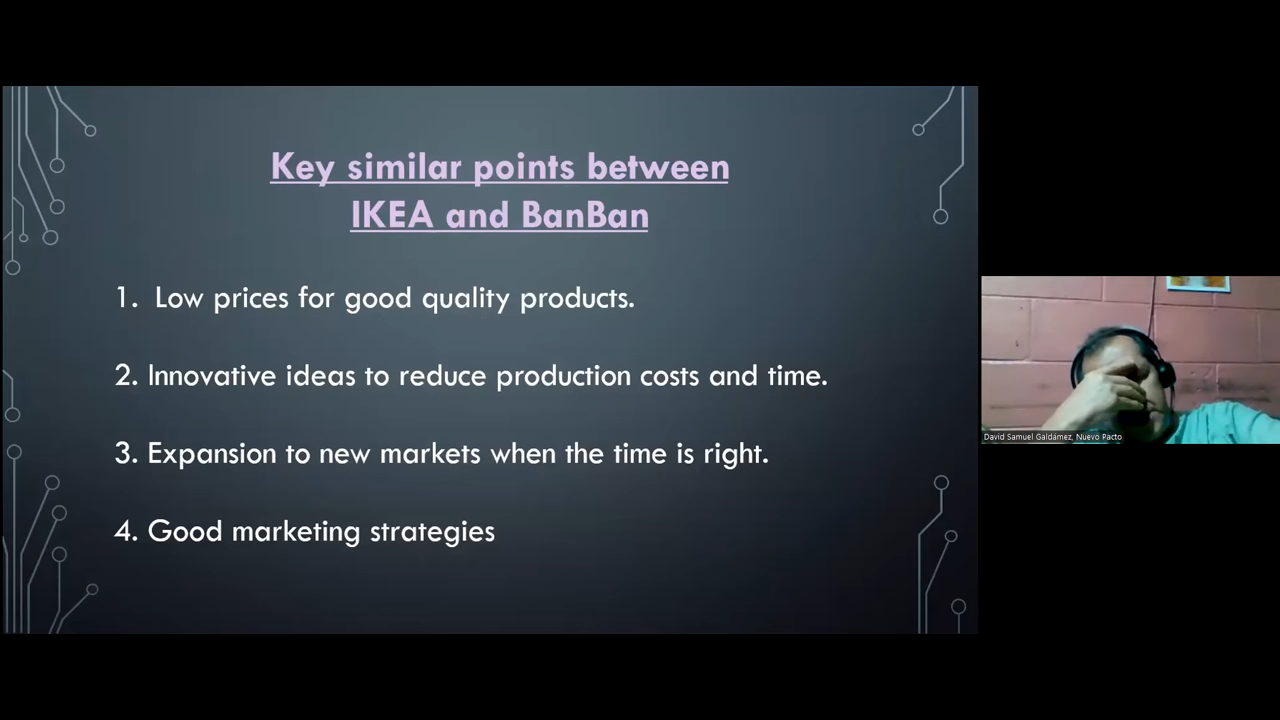 Key similar points between
IKEA and BanBan
1. Low prices for good quality products.
2. Innovative ideas to reduce production costs and time.
3. Expansion to new markets when the time is right.
4. Good marketing strategies
David Samuel Galdámez, Nuevo Pacto